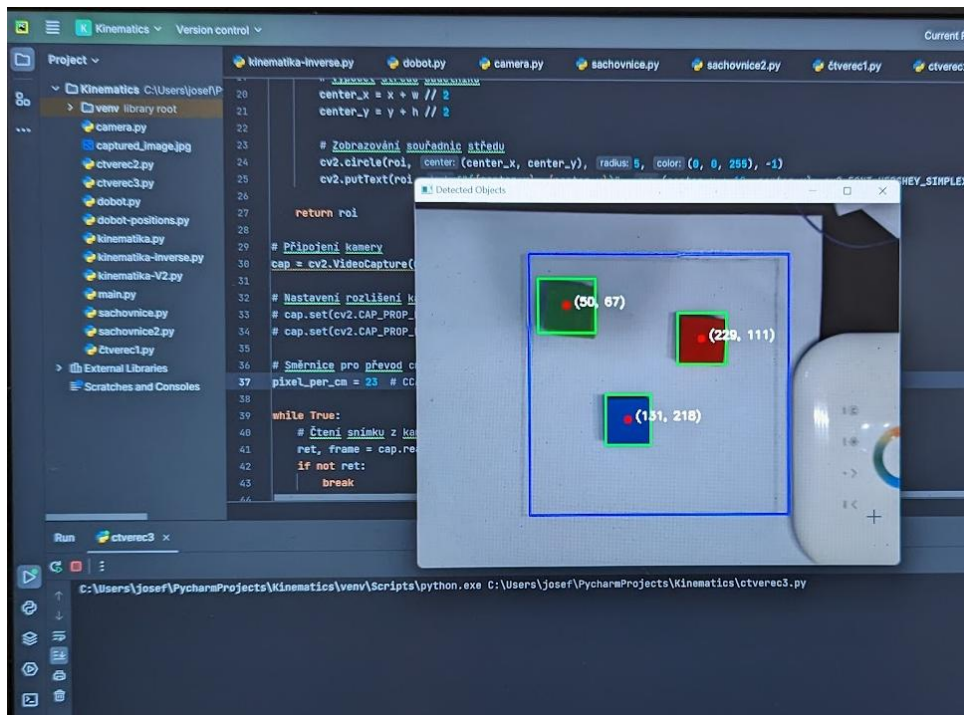 Kinematics
Version control
Current
Project
kinematika-inverse.py
dobot.py
camera.py
sachovnice.py
sachovnice2.py
čtverec1.py
ctverec
Kinematics C:\Users\josef\P
venv library root
camera.py
captured_image.jpg
ctverec2.py
ctverec3.py
dobot.py
dobot-positions.py
kinematika.py
kinematika-inverse.py
kinematika-V2.py
main.py
sachovnice.py
sachovnice2.py
čtverec1.py
External Libraries
Scratches and Consoles
20 center_x = x + w // 2
21 center_y = y + h // 2
22
23 # Zobrazování souřadnic středu
24 cv2.circle(roi, center: (center_x, center_y), radius: 5, color: (0, 0, 255), -1)
25 cv2.putText(roi
26
27 return roi
28
29 # Připojení kamery
30 cap = cv2.VideoCapture(
31
32 # Nastavení rozlišení k
33 # cap.set(cv2.CAP_PROP_
34 # cap.set(cv2.CAP_PROP_
35
36 # Směrnice pro převod c
37 pixel_per_cm = 23 # CC
38
39 while True:
40 # Čtení snímku z ka
41 ret, frame = cap.rea
42 if not ret:
43 break
44
Detected Objects
(50, 67)
(229, 111)
(131, 218)
Run
ctverec3
C:\Users\josef\PycharmProjects\Kinematics\venv\Scripts\python.exe C:\Users\josef\PycharmProjects\Kinematics\ctverec3.py